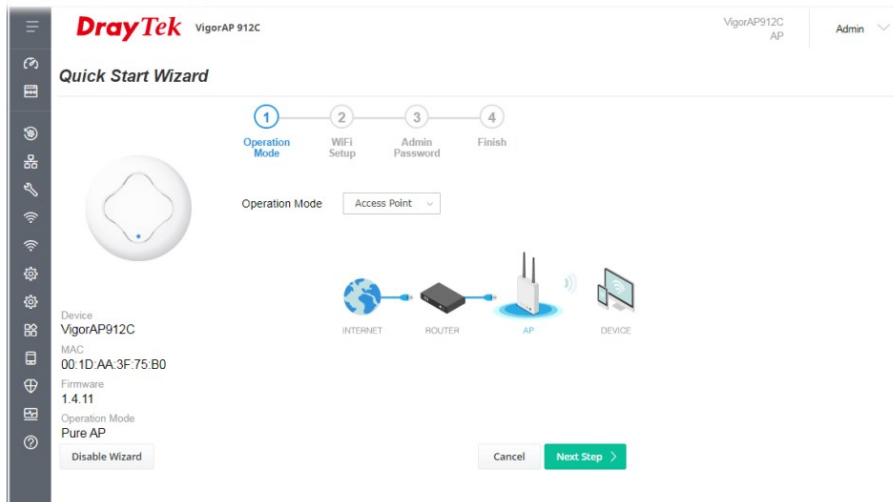 DrayTek VigorAP 912C
VigorAP912C
AP
Admin
Quick Start Wizard
1 2 3 4
Operation Mode
WiFi Setup
Admin Password
Finish
Operation Mode Access Point
INTERNET ROUTER AP DEVICE
Device
VigorAP912C
MAC
00:1D:AA:3F:75:B0
Firmware
1.4.11
Operation Mode
Pure AP
Disable Wizard Cancel Next Step